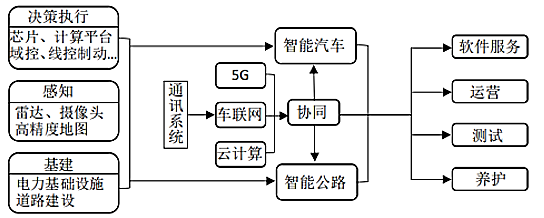 决策执行
芯片、计算平台
域控、线控制动...
感知
雷达、摄像头
高精度地图
基建
电力基础设施
道路建设
通讯系统
5G
车联网
云计算
智能汽车
协同
智能公路
软件服务
运营
测试
养护